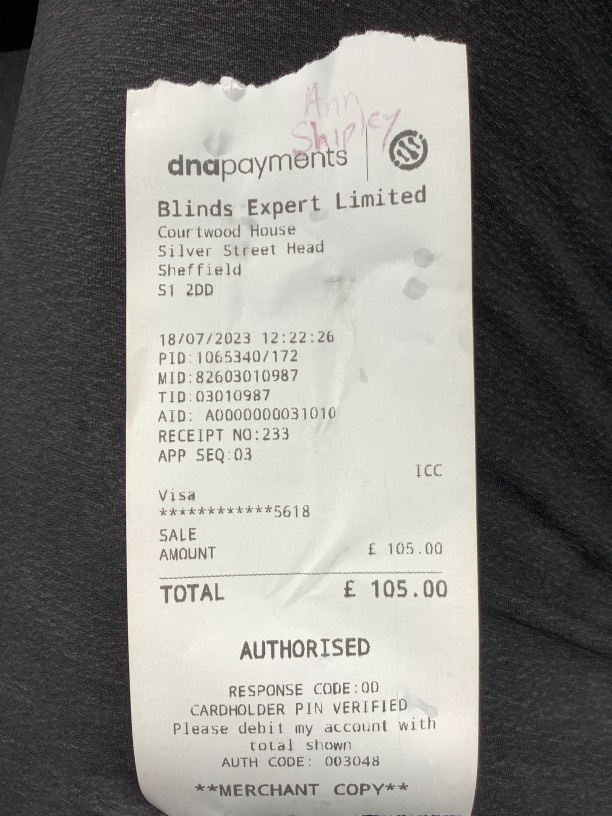 Ann
Shipley
dnapayments
Blinds Expert Limited
Courtwood House
Silver Street Head
Sheffield
S1 2DD
18/07/2023 12:22:26
PID:1065340/172
MID:82603010987
TID:03010987
AID: A0000000031010
RECEIPT NO:233
APP SEQ:03
ICC
Visa
************5618
SALE
AMOUNT £ 105.00
TOTAL £ 105.00
AUTHORISED
RESPONSE CODE:00
CARDHOLDER PIN VERIFIED
Please debit my account with
total shown
AUTH CODE: 003048
**MERCHANT COPY**